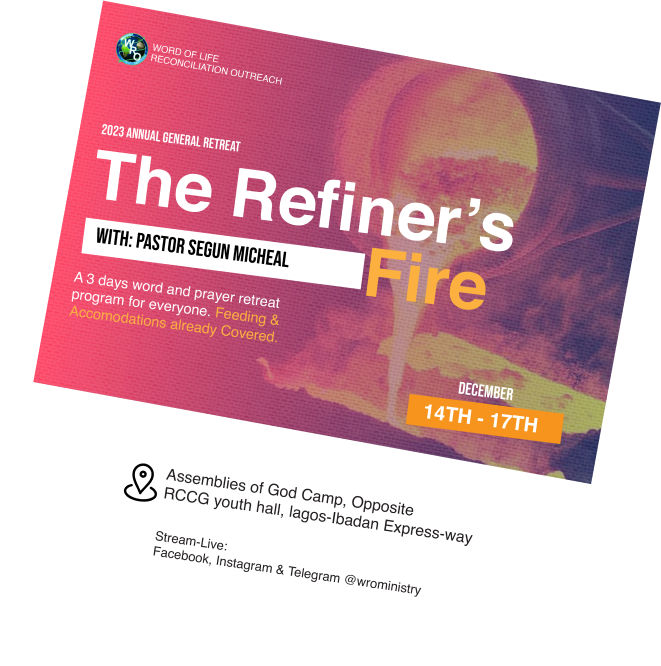 WRO
WORD OF LIFE
RECONCILIATION OUTREACH
2023 ANNUAL GENERAL RETREAT
The Refiner's
Fire
WITH: PASTOR SEGUN MICHEAL
A 3 days word and prayer retreat
program for everyone. Feeding &
Accomodations already Covered.
DECEMBER
14TH - 17TH
Assemblies of God Camp, Opposite
RCCG youth hall, lagos-Ibadan Express-way
Stream-Live:
Facebook, Instagram & Telegram @wroministry